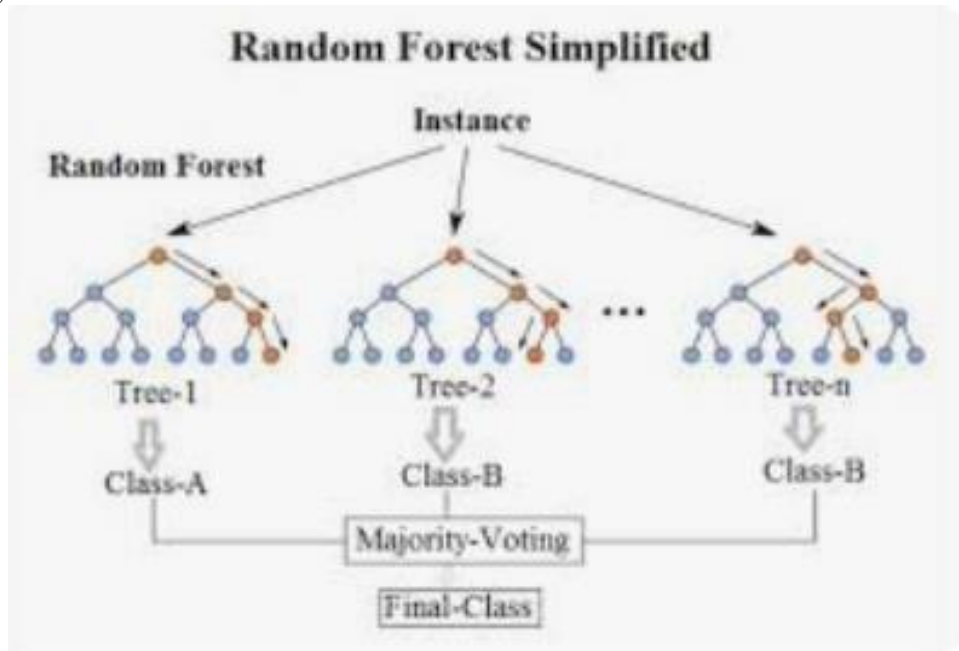 Random Forest Simplified
Instance
Random Forest
...
Tree-1
Tree-2
Tree-n
Class-A
Class-B
Class-B
Majority-Voting
Final-Class